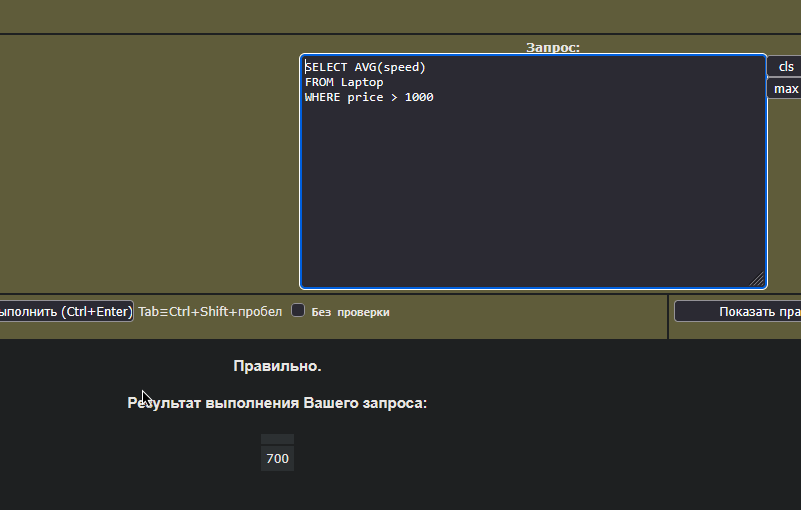 Запрос:
SELECT AVG(speed)
FROM Laptop
WHERE price > 1000
cls
max
ыполнить (Ctrl+Enter)
Tab≡Ctrl+Shift+пробел
Без проверки
Показать пра
Правильно.
Результат выполнения Вашего запроса:
700